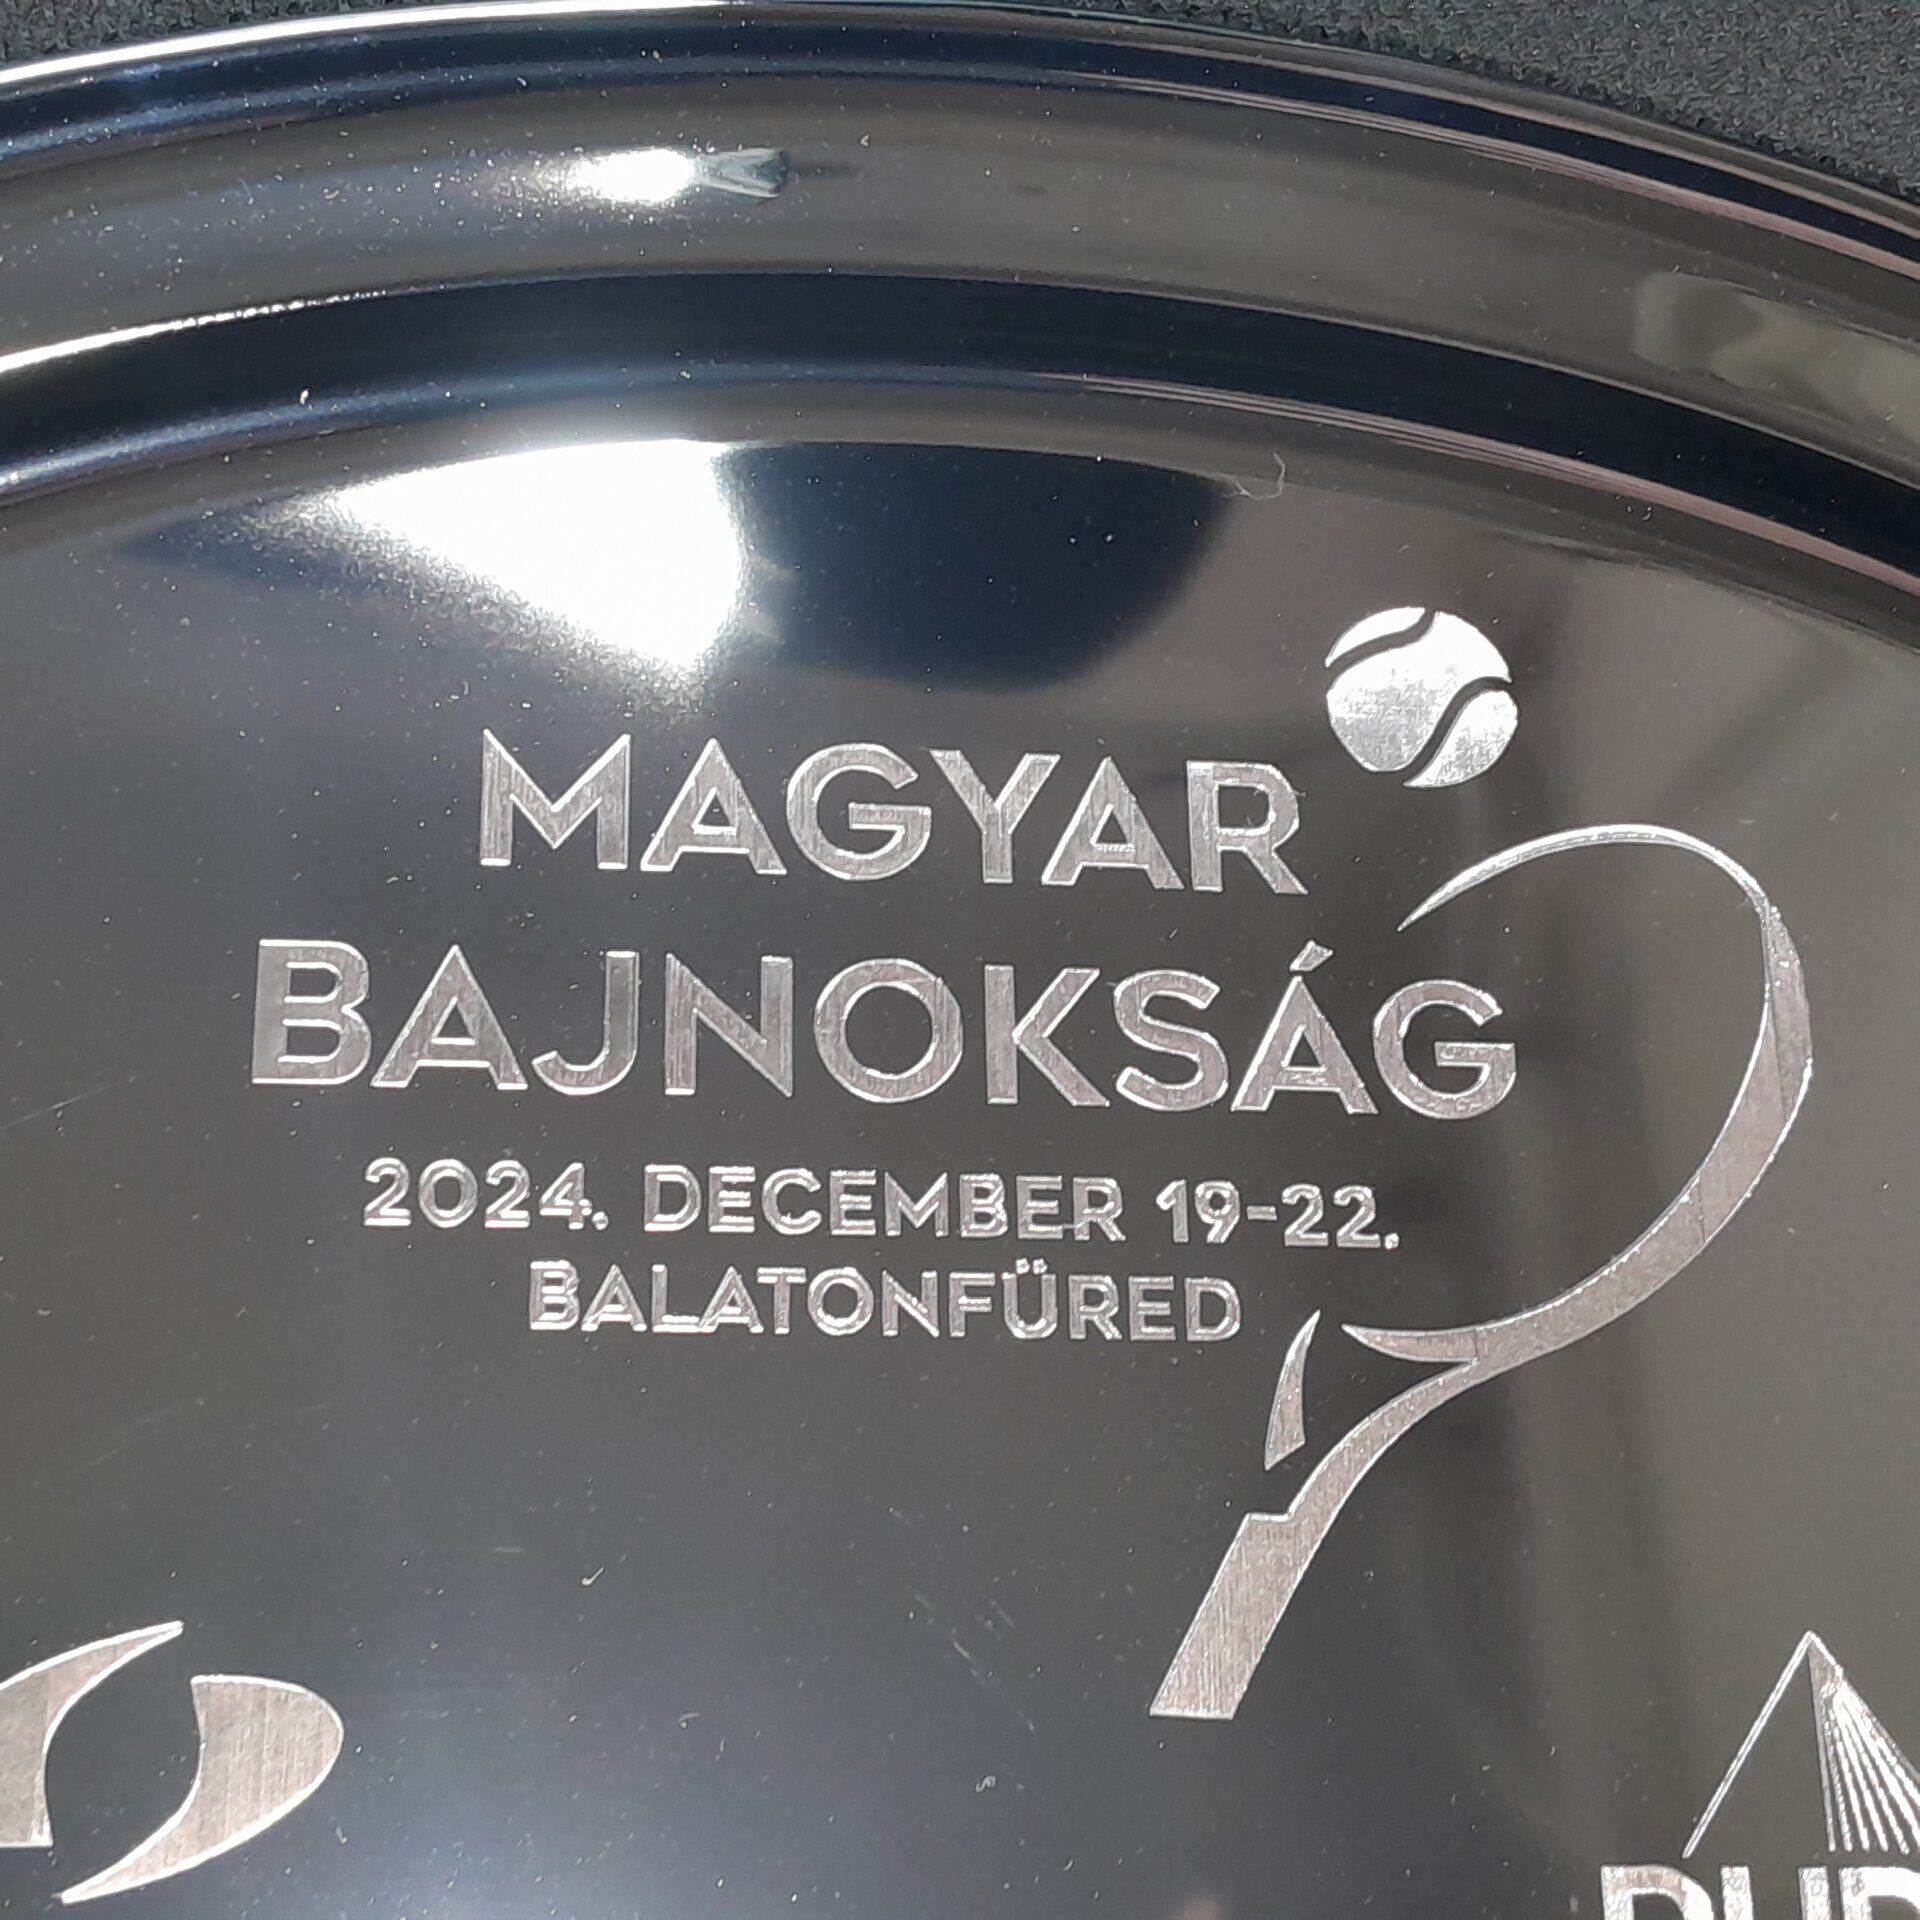 MAGYAR
BAJNOKSÁG
2024. DECEMBER 19-22.
BALATONFÜRED